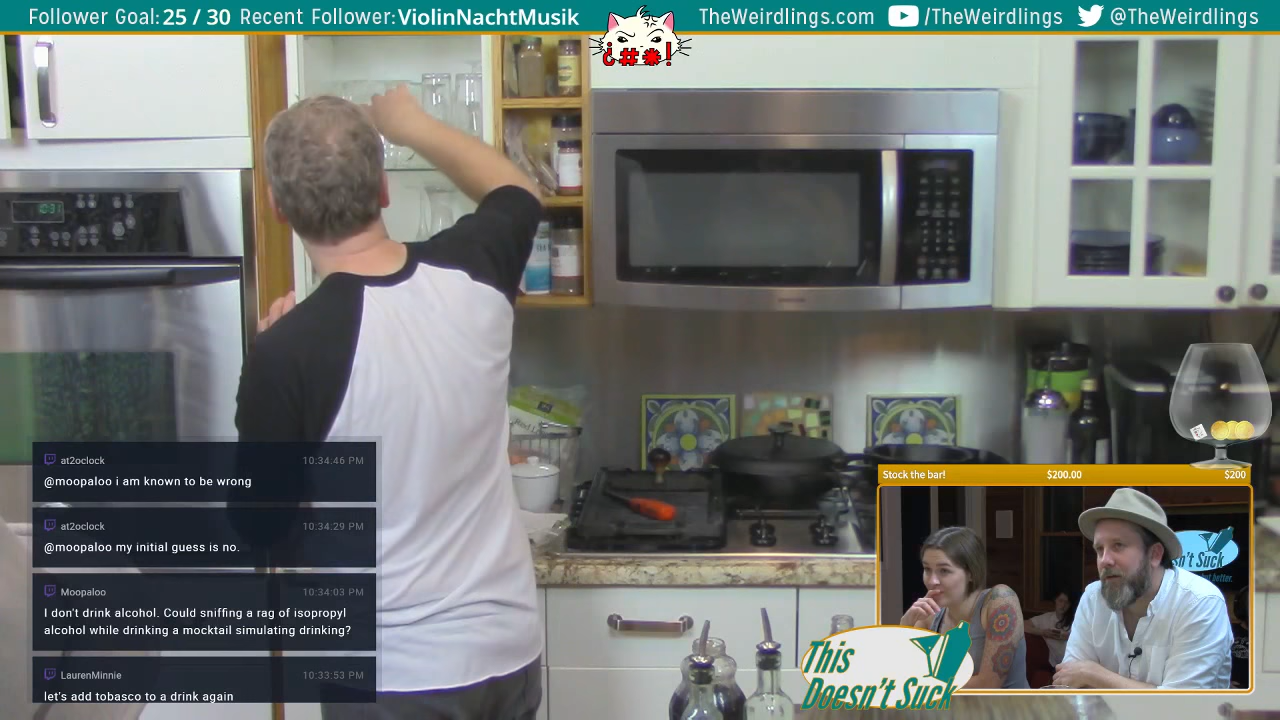 Follower Goal: 25 / 30 Recent Follower: ViolinNachtMusik
¿#*!
TheWeirdlings.com /TheWeirdlings @TheWeirdlings
at2oclock 10:34:46 PM
@moopaloo i am known to be wrong
at2oclock 10:34:29 PM
@moopaloo my initial guess is no.
Moopaloo 10:34:03 PM
I don't drink alcohol. Could sniffing a rag of isopropyl
alcohol while drinking a mocktail simulating drinking?
LaurenMinnie 10:33:53 PM
let's add tobasco to a drink again
Stock the bar! $200.00 $200
sn't Suck
This
Doesn't Suck